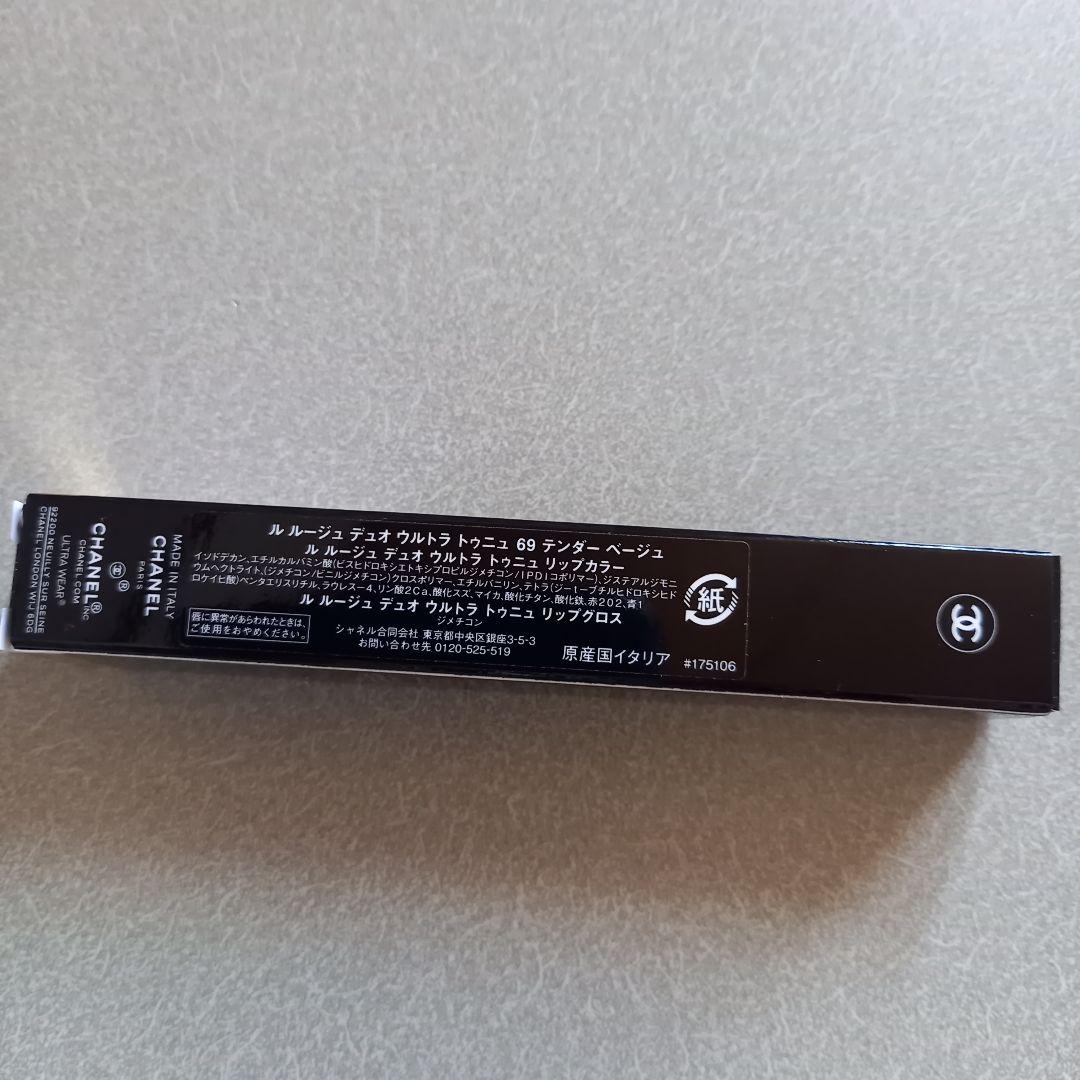 ル ルージュ デュオ ウルトラ トゥニュ 69 テンダー ベージュ
ル ルージュ デュオ ウルトラ トゥニュ リップカラー
イソドデカン、エチルカルバミン酸(ビスヒドロキシエトキシプロピルジメチコン/IPDIコポリマー)、ジステアルジモニ
ウムヘクトライト、(ジメチコン/ビニルジメチコン)クロスポリマー、エチルバニリン、テトラ(ジ-t-ブチルヒドロキシヒド
ロケイヒ酸)ペンタエリスリチル、ラウレス-4、リン酸2Ca、酸化スズ、マイカ、酸化チタン、酸化鉄、赤202、青1
ル ルージュ デュオ ウルトラ トゥニュ リップグロス
ジメチコン
唇に異常があらわれたときは、
ご使用をおやめください。
シャネル合同会社 東京都中央区銀座3-5-3
お問い合わせ先 0120-525-519
原産国イタリア
#175106
紙
MADE IN ITALY
CHANEL
PARIS
CHANEL® INC
CHANEL.COM
®
ULTRA WEAR®
92200 NEUILLY SUR SEINE
CHANEL LONDON W1J 6DG